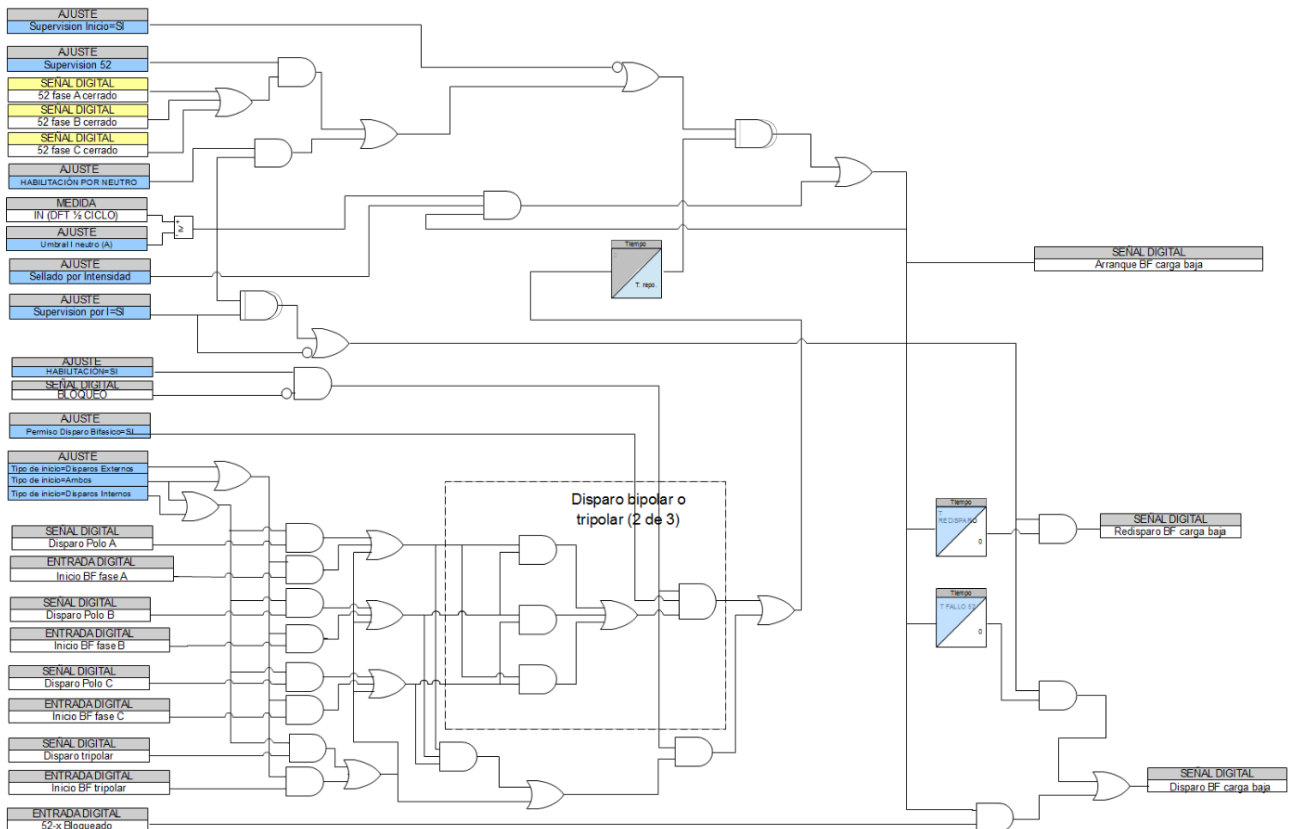 AJUSTE
Supervision Inicio=SI
AJUSTE
Supervision 52
SEÑAL DIGITAL
52 fase A cerrado
SEÑAL DIGITAL
52 fase B cerrado
SEÑAL DIGITAL
52 fase C cerrado
AJUSTE
HABILITACIÓN POR NEUTRO
MEDIDA
IN (DFT ½ CICLO)
AJUSTE
Umbral I neutro (A)
AJUSTE
Sellado por Intensidad
AJUSTE
Supervision por I=SI
AJUSTE
HABILITACIÓN=SI
SEÑAL DIGITAL
BLOQUEO
AJUSTE
Permiso Disparo Bifasico=SI
AJUSTE
Tipo de inicio=Disparos Externos
Tipo de inicio=Ambos
Tipo de inicio=Disparos Internos
SEÑAL DIGITAL
Disparo Polo A
ENTRADA DIGITAL
Inicio BF fase A
SEÑAL DIGITAL
Disparo Polo B
ENTRADA DIGITAL
Inicio BF fase B
SEÑAL DIGITAL
Disparo Polo C
ENTRADA DIGITAL
Inicio BF fase C
SEÑAL DIGITAL
Disparo tripolar
ENTRADA DIGITAL
Inicio BF tripolar
ENTRADA DIGITAL
52-x Bloqueado
Tiempo
T. repo.
Disparo bipolar o
tripolar (2 de 3)
SEÑAL DIGITAL
Arranque BF carga baja
Tiempo
T
REDISPARO
0
SEÑAL DIGITAL
Redisparo BF carga baja
Tiempo
T FALLO 52
0
SEÑAL DIGITAL
Disparo BF carga baja